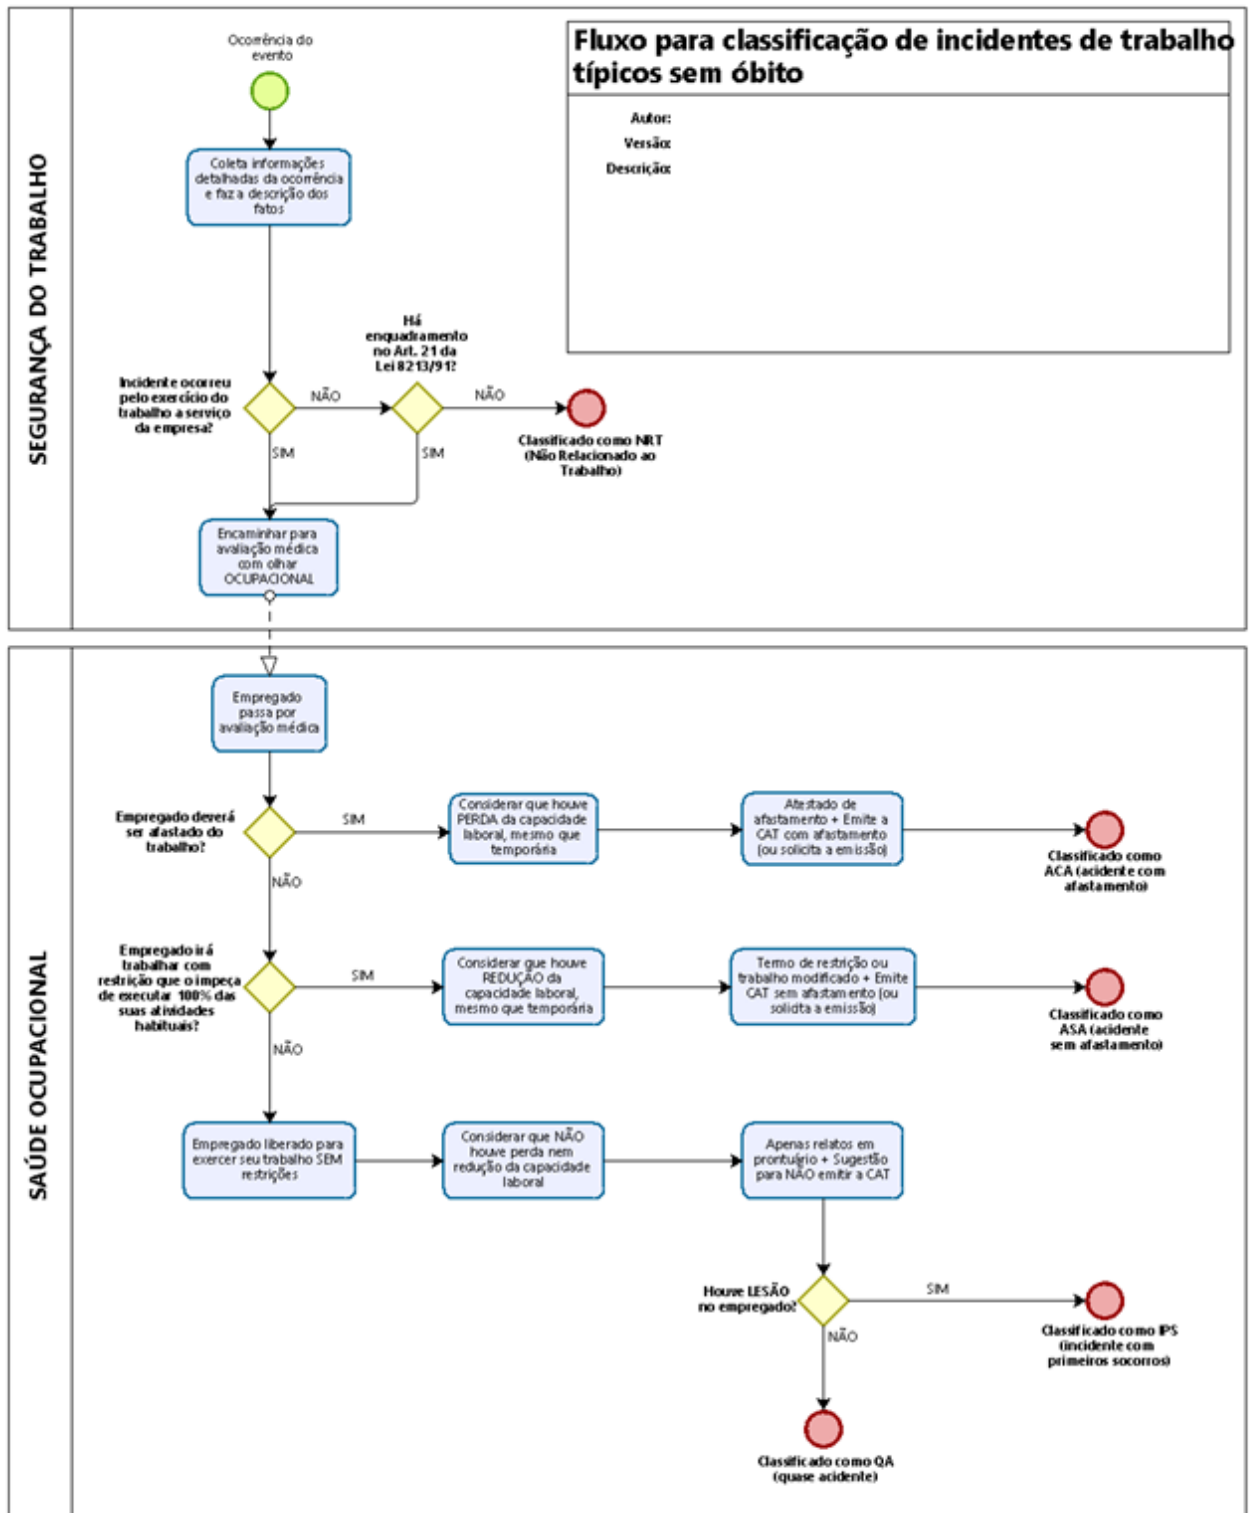 Fluxo para classificação de incidentes de trabalho
típicos sem óbito
Autor:
Versão:
Descrição:
SEGURANÇA DO TRABALHO
Ocorrência do
evento
Coleta informações
detalhadas da ocorrência
e faz a descrição dos
fatos
Incidente ocorreu
pelo exercício do
trabalho a serviço
da empresa?
NÃO
SIM
Há
enquadramento
no Art. 21 da
Lei 8213/91?
NÃO
SIM
Classificado como NRT
(Não Relacionado ao
Trabalho)
Encaminhar para
avaliação médica
com olhar
OCUPACIONAL
SAÚDE OCUPACIONAL
Empregado
passa por
avaliação médica
Empregado deverá
ser afastado do
trabalho?
SIM
NÃO
Considerar que houve
PERDA da capacidade
laboral, mesmo que
temporária
Atestado de
afastamento + Emite a
CAT com afastamento
(ou solicita a emissão)
Classificado como
ACA (acidente com
afastamento)
Empregado irá
trabalhar com
restrição que o impeça
de executar 100% das
suas atividades
habituais?
SIM
NÃO
Considerar que houve
REDUÇÃO da
capacidade laboral,
mesmo que temporária
Termo de restrição ou
trabalho modificado + Emite
CAT sem afastamento (ou
solicita a emissão)
Classificado como
ASA (acidente
sem afastamento)
Empregado liberado para
exercer seu trabalho SEM
restrições
Considerar que NÃO
houve perda nem
redução da capacidade
laboral
Apenas relatos em
prontuário + Sugestão
para NÃO emitir a CAT
Houve LESÃO
no empregado?
SIM
NÃO
Classificado como IPS
(incidente com
primeiros socorros)
Classificado como QA
(quase acidente)